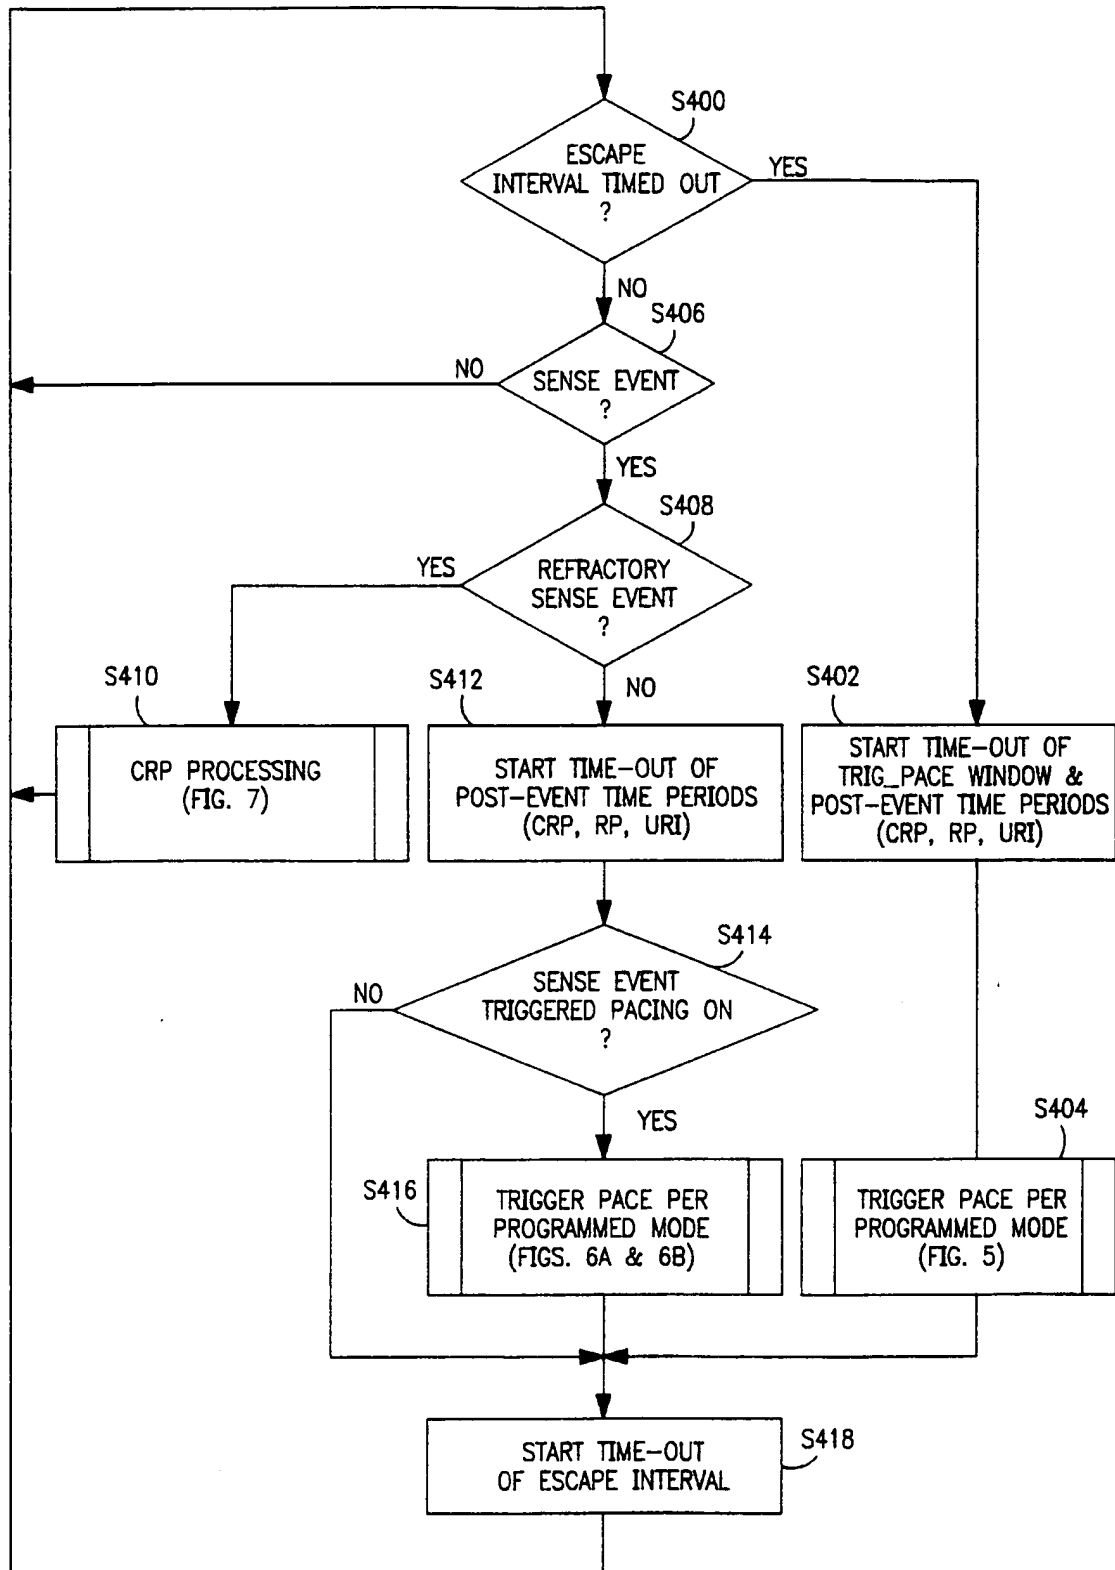 S400
ESCAPE
INTERVAL TIMED OUT
?
YES
NO
S406
SENSE EVENT
?
NO
YES
S408
REFRACTORY
SENSE EVENT
?
YES
NO
S410
CRP PROCESSING
(FIG. 7)
S412
START TIME-OUT OF
POST-EVENT TIME PERIODS
(CRP, RP, URI)
S402
START TIME-OUT OF
TRIG_PACE WINDOW &
POST-EVENT TIME PERIODS
(CRP, RP, URI)
S414
SENSE EVENT
TRIGGERED PACING ON
?
NO
YES
S416
TRIGGER PACE PER
PROGRAMMED MODE
(FIGS. 6A & 6B)
S404
TRIGGER PACE PER
PROGRAMMED MODE
(FIG. 5)
S418
START TIME-OUT
OF ESCAPE INTERVAL